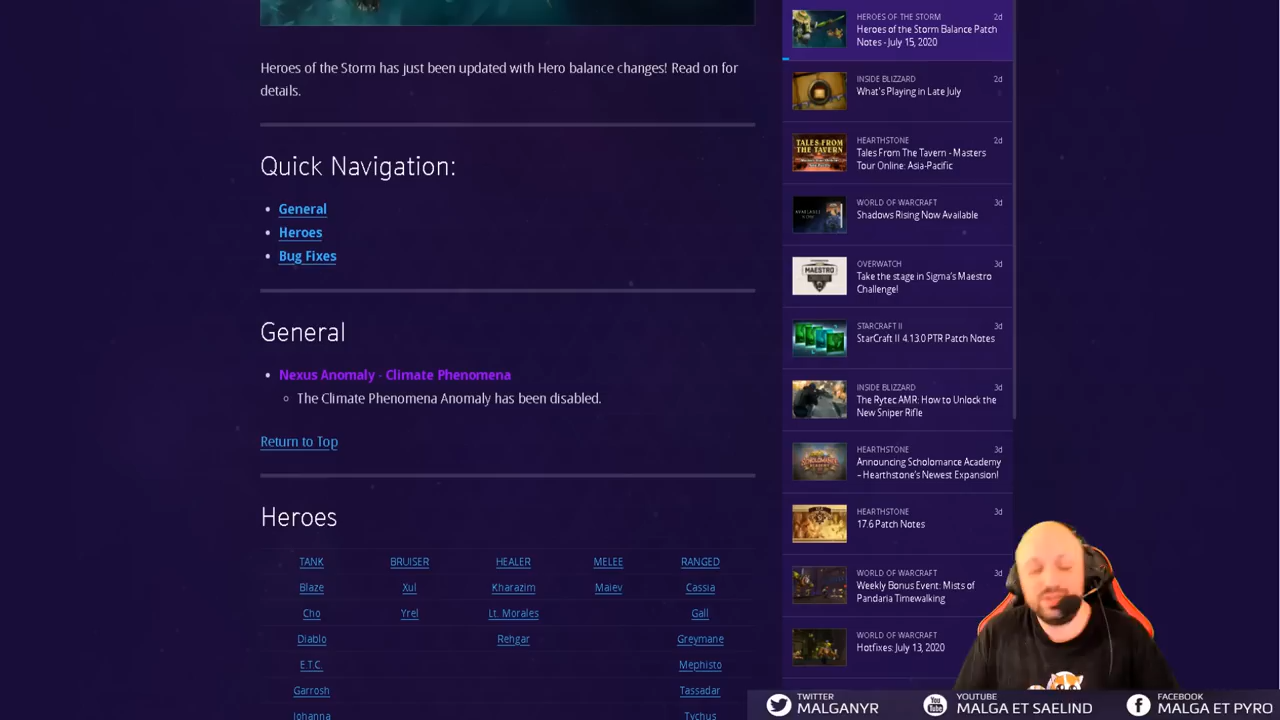 Heroes of the Storm has just been updated with Hero balance changes! Read on for
details.
Quick Navigation:
General
Heroes
Bug Fixes
General
Nexus Anomaly - Climate Phenomena
The Climate Phenomena Anomaly has been disabled.
Return to Top
Heroes
TANK BRUISER HEALER MELEE RANGED
Blaze Xul Kharazim Maiev Cassia
Cho Yrel Lt. Morales Gall
Diablo Rehgar Greymane
E.T.C. Mephisto
Garrosh Tassadar
Johanna Tychus
HEROES OF THE STORM 2d
Heroes of the Storm Balance Patch
Notes - July 15, 2020
INSIDE BLIZZARD 2d
What's Playing in Late July
HEARTHSTONE 2d
Tales From The Tavern - Masters
Tour Online: Asia-Pacific
TALES FROM
THE TAVERN
WORLD OF WARCRAFT 3d
Shadows Rising Now Available
OVERWATCH 3d
Take the stage in Sigma's Maestro
Challenge!
MAESTRO
STARCRAFT II 3d
StarCraft II 4.13.0 PTR Patch Notes
INSIDE BLIZZARD 3d
The Rytec AMR: How to Unlock the
New Sniper Rifle
HEARTHSTONE 3d
Announcing Scholomance Academy
– Hearthstone's Newest Expansion!
HEARTHSTONE 3d
17.6 Patch Notes
WORLD OF WARCRAFT 3d
Weekly Bonus Event: Mists of
Pandaria Timewalking
WORLD OF WARCRAFT
Hotfixes: July 13, 2020
TWITTER
MALGANYR
YOUTUBE
MALGA ET SAELIND
FACEBOOK
MALGA ET PYRO